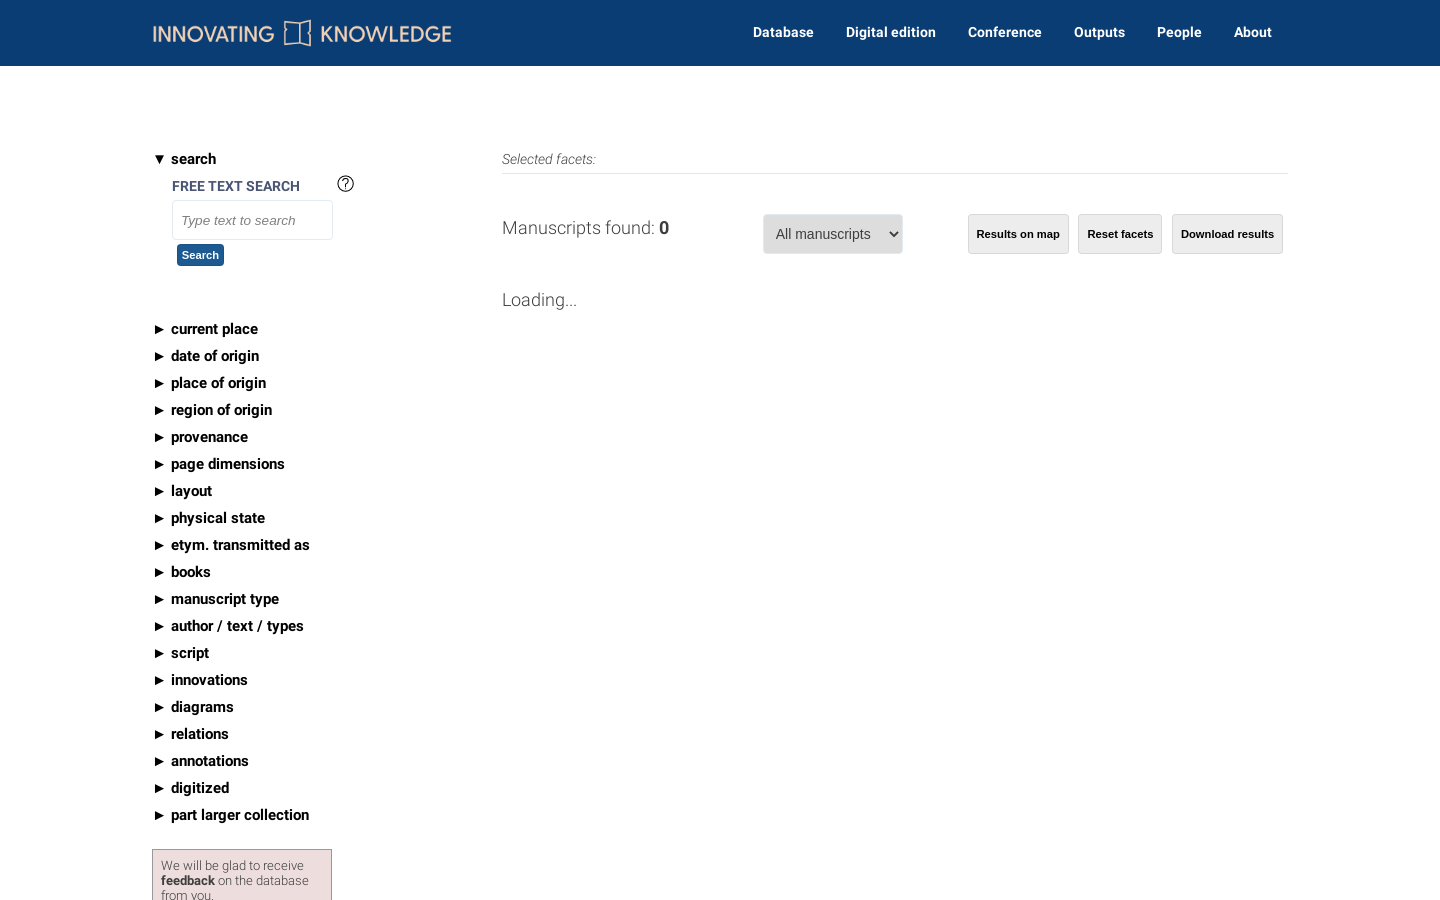 INNOVATING KNOWLEDGE
Database Digital edition Conference Outputs People About
▼ search
FREE TEXT SEARCH
Type text to search
Search
► current place
► date of origin
► place of origin
► region of origin
► provenance
► page dimensions
► layout
► physical state
► etym. transmitted as
► books
► manuscript type
► author / text / types
► script
► innovations
► diagrams
► relations
► annotations
► digitized
► part larger collection
We will be glad to receive
feedback on the database
from you.
Selected facets:
Manuscripts found: 0
All manuscripts
Results on map
Reset facets
Download results
Loading...